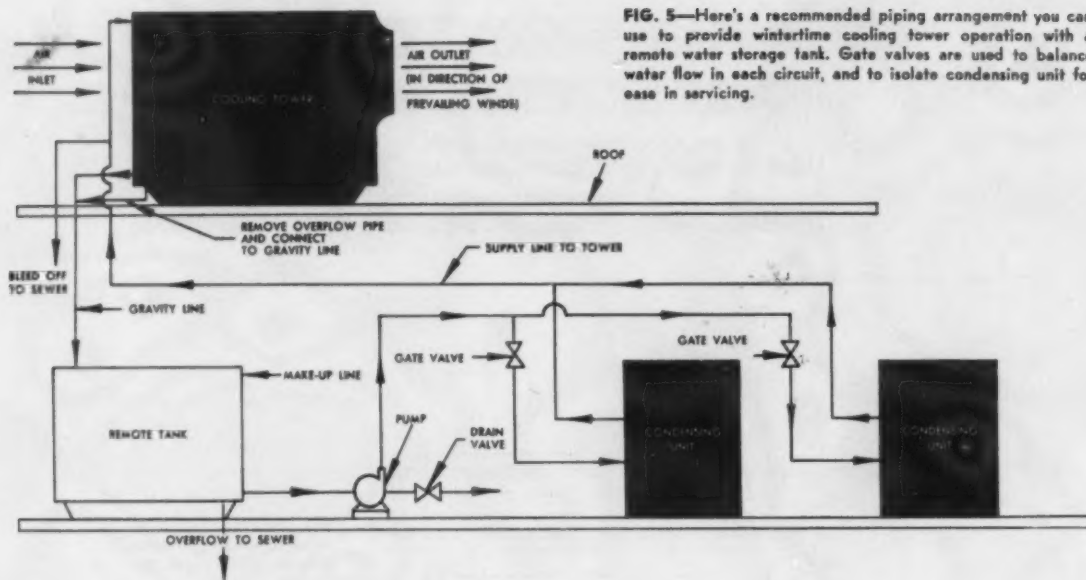 FIG. 5—Here's a recommended piping arrangement you ca
use to provide wintertime cooling tower operation with a
remote water storage tank. Gate valves are used to balance
water flow in each circuit, and to isolate condensing unit fo
ease in servicing.
AIR
INLET
COOLING TOWER
AIR OUTLET
(IN DIRECTION OF
PREVAILING WINDS)
ROOF
REMOVE OVERFLOW PIPE
AND CONNECT
TO GRAVITY LINE
SUPPLY LINE TO TOWER
BLEED OFF
TO SEWER
GRAVITY LINE
GATE VALVE
GATE VALVE
MAKE-UP LINE
REMOTE TANK
PUMP
DRAIN
VALVE
CONDENSING
UNIT
CONDENSING
UNIT
OVERFLOW TO SEWER